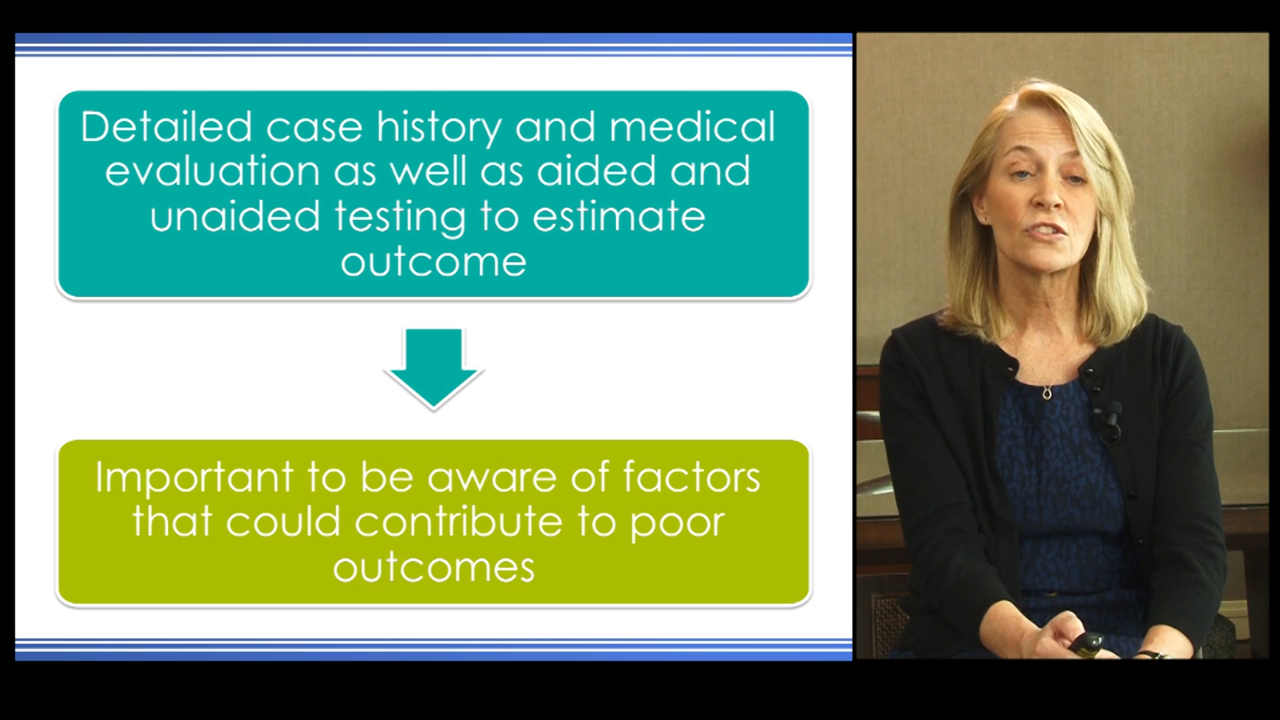 Detailed case history and medical
evaluation as well as aided and
unaided testing to estimate
outcome
Important to be aware of factors
that could contribute to poor
outcomes